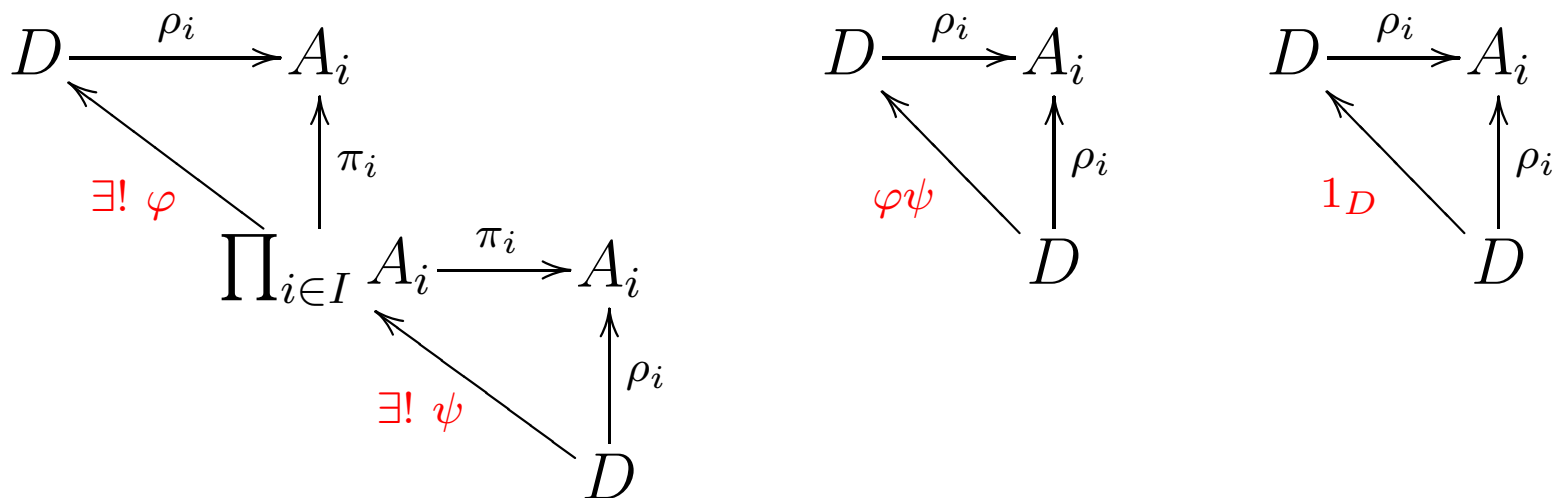 D ρ_i A_i D ρ_i A_i D ρ_i A_i
∃! φ π_i φψ ρ_i 1_D ρ_i
∏_{i∈I} A_i π_i A_i D D
∃! ψ ρ_i
D